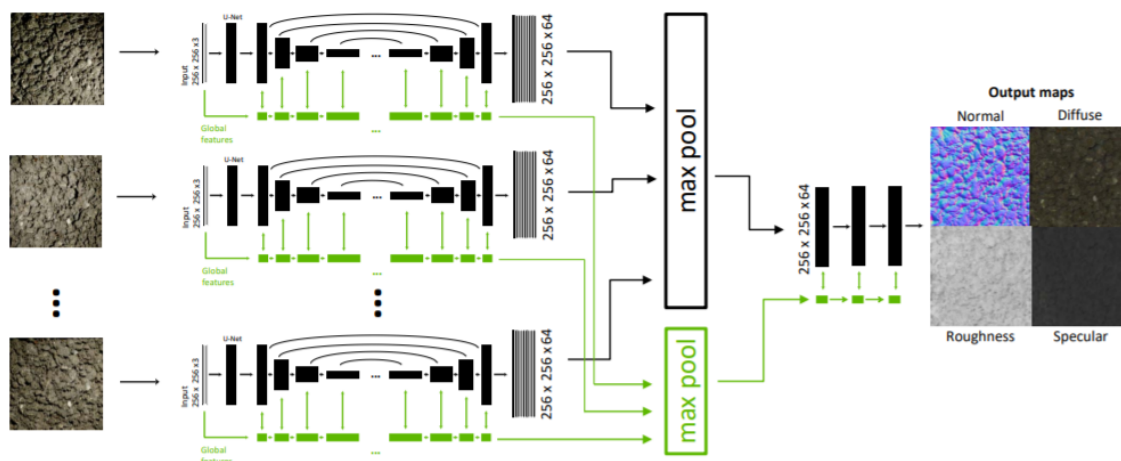 U-Net
Input
256 x 256 x3
Global
features
...
...
256 x 256 x 64
U-Net
Input
256 x 256 x3
Global
features
...
...
256 x 256 x 64
U-Net
Input
256 x 256 x3
Global
features
...
...
256 x 256 x 64
max pool
max pool
256 x 256 x 64
Output maps
Normal Diffuse
Roughness Specular